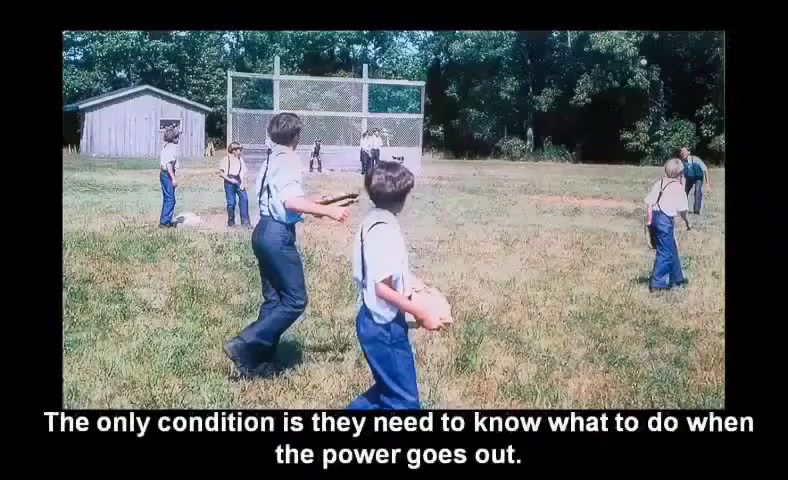 The only condition is they need to know what to do when
the power goes out.